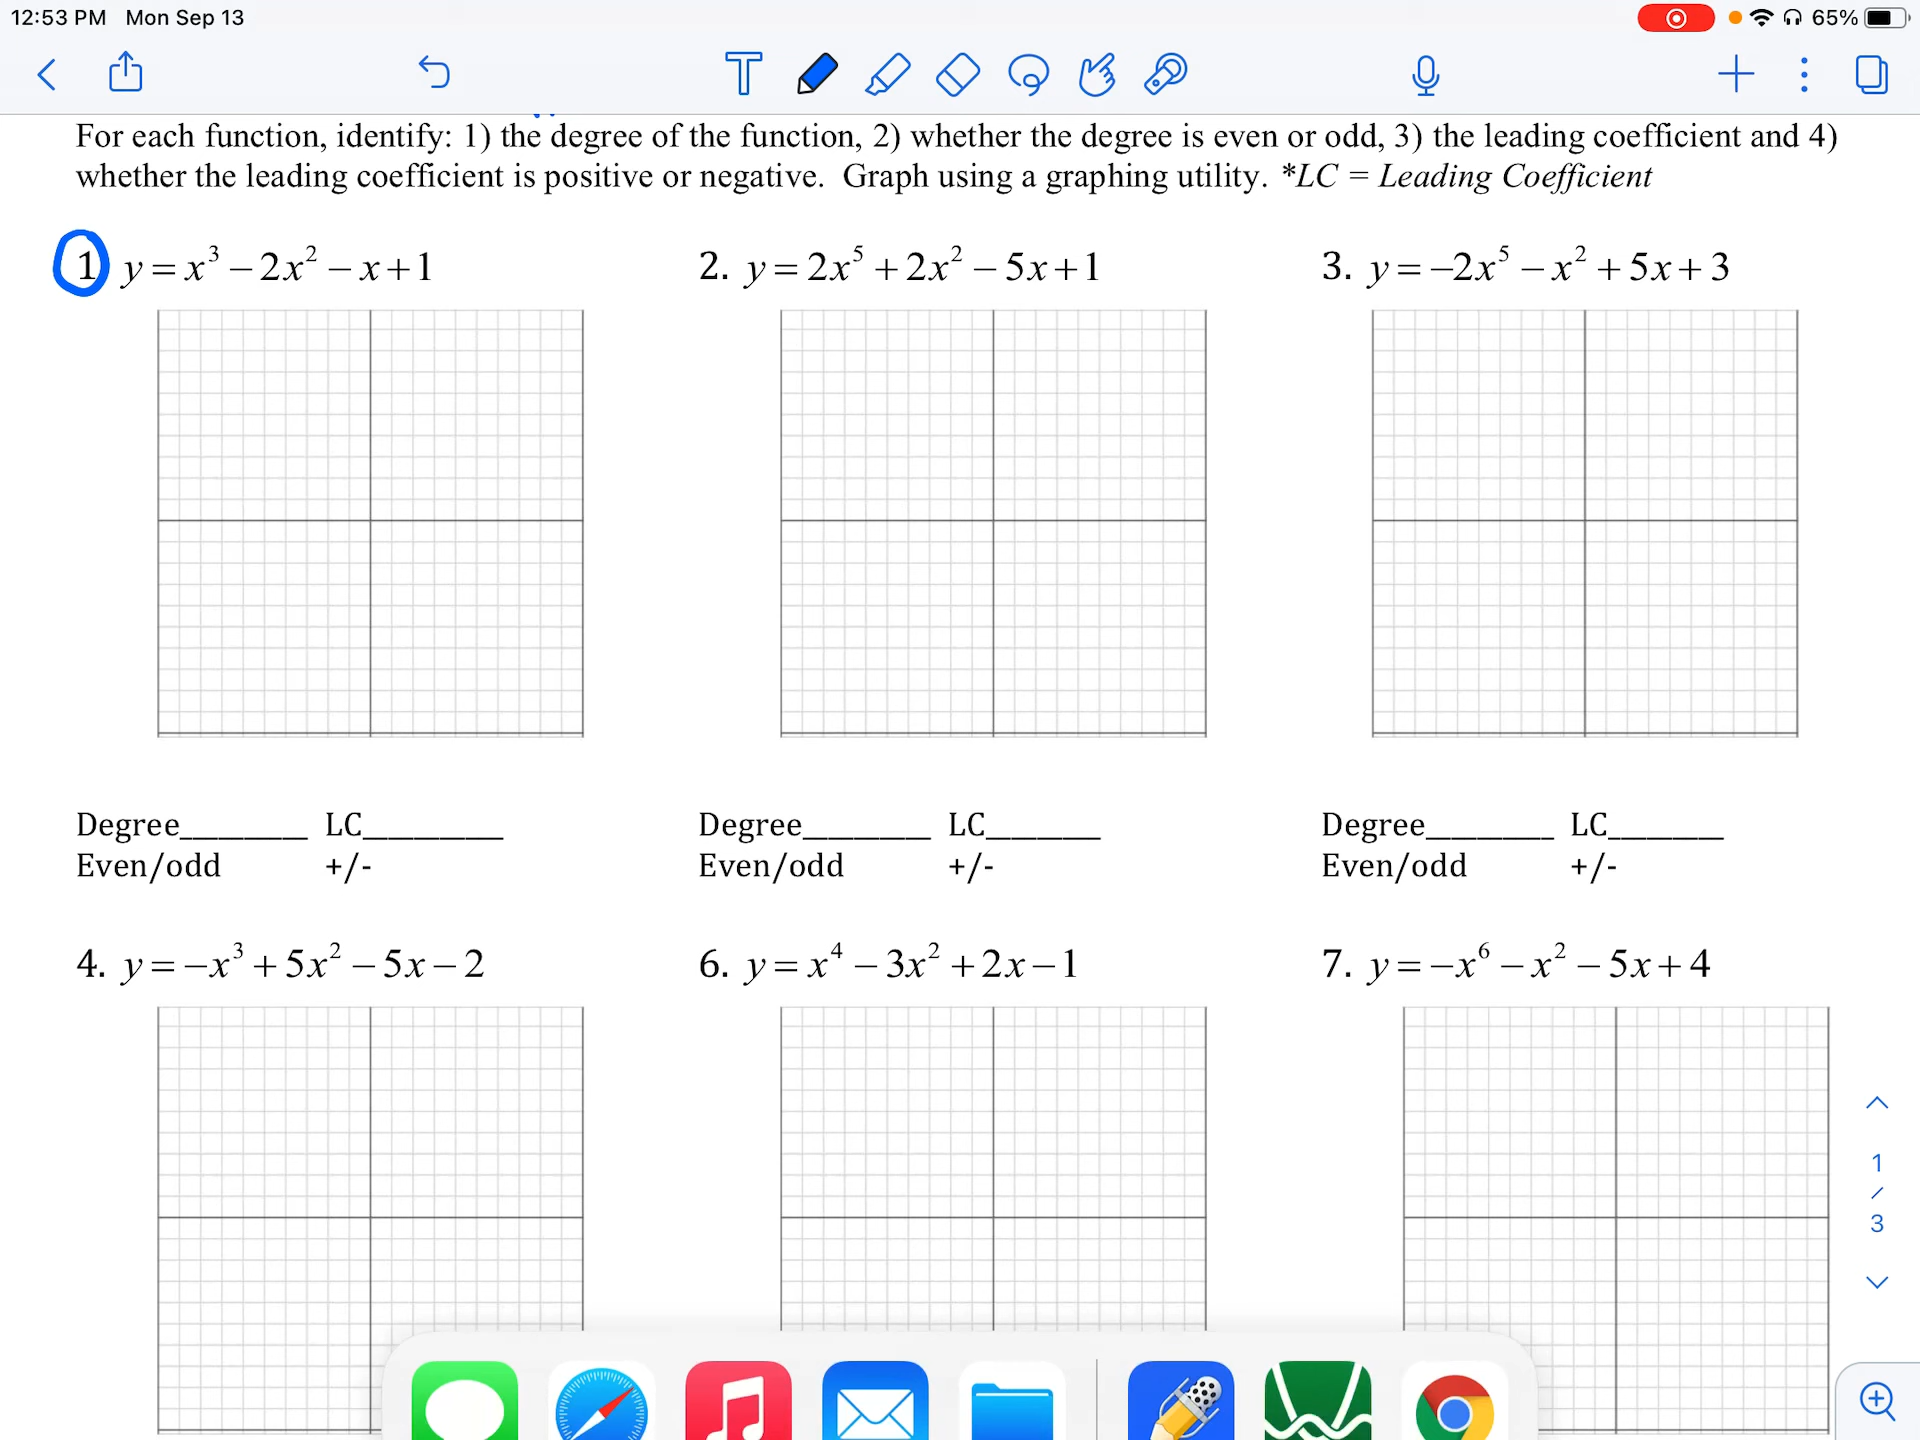 12:53 PM Mon Sep 13
65%
For each function, identify: 1) the degree of the function, 2) whether the degree is even or odd, 3) the leading coefficient and 4)
whether the leading coefficient is positive or negative. Graph using a graphing utility. *LC = Leading Coefficient
1 y = x³ − 2x² − x + 1
2. y = 2x⁵ + 2x² − 5x + 1
3. y = −2x⁵ − x² + 5x + 3
Degree________ LC________
Even/odd +/-
Degree________ LC_______
Even/odd +/-
Degree________ LC_______
Even/odd +/-
4. y = −x³ + 5x² − 5x − 2
6. y = x⁴ − 3x² + 2x − 1
7. y = −x⁶ − x² − 5x + 4
1
/
3